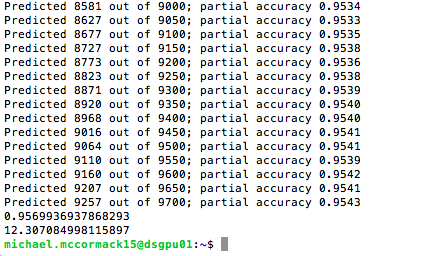 Predicted 8581 out of 9000; partial accuracy 0.9534
Predicted 8627 out of 9050; partial accuracy 0.9533
Predicted 8677 out of 9100; partial accuracy 0.9535
Predicted 8727 out of 9150; partial accuracy 0.9538
Predicted 8773 out of 9200; partial accuracy 0.9536
Predicted 8823 out of 9250; partial accuracy 0.9538
Predicted 8871 out of 9300; partial accuracy 0.9539
Predicted 8920 out of 9350; partial accuracy 0.9540
Predicted 8968 out of 9400; partial accuracy 0.9540
Predicted 9016 out of 9450; partial accuracy 0.9541
Predicted 9064 out of 9500; partial accuracy 0.9541
Predicted 9110 out of 9550; partial accuracy 0.9539
Predicted 9160 out of 9600; partial accuracy 0.9542
Predicted 9207 out of 9650; partial accuracy 0.9541
Predicted 9257 out of 9700; partial accuracy 0.9543
0.9569936937868293
12.307084998115897
michael.mccormack15@dsgpu01:~$